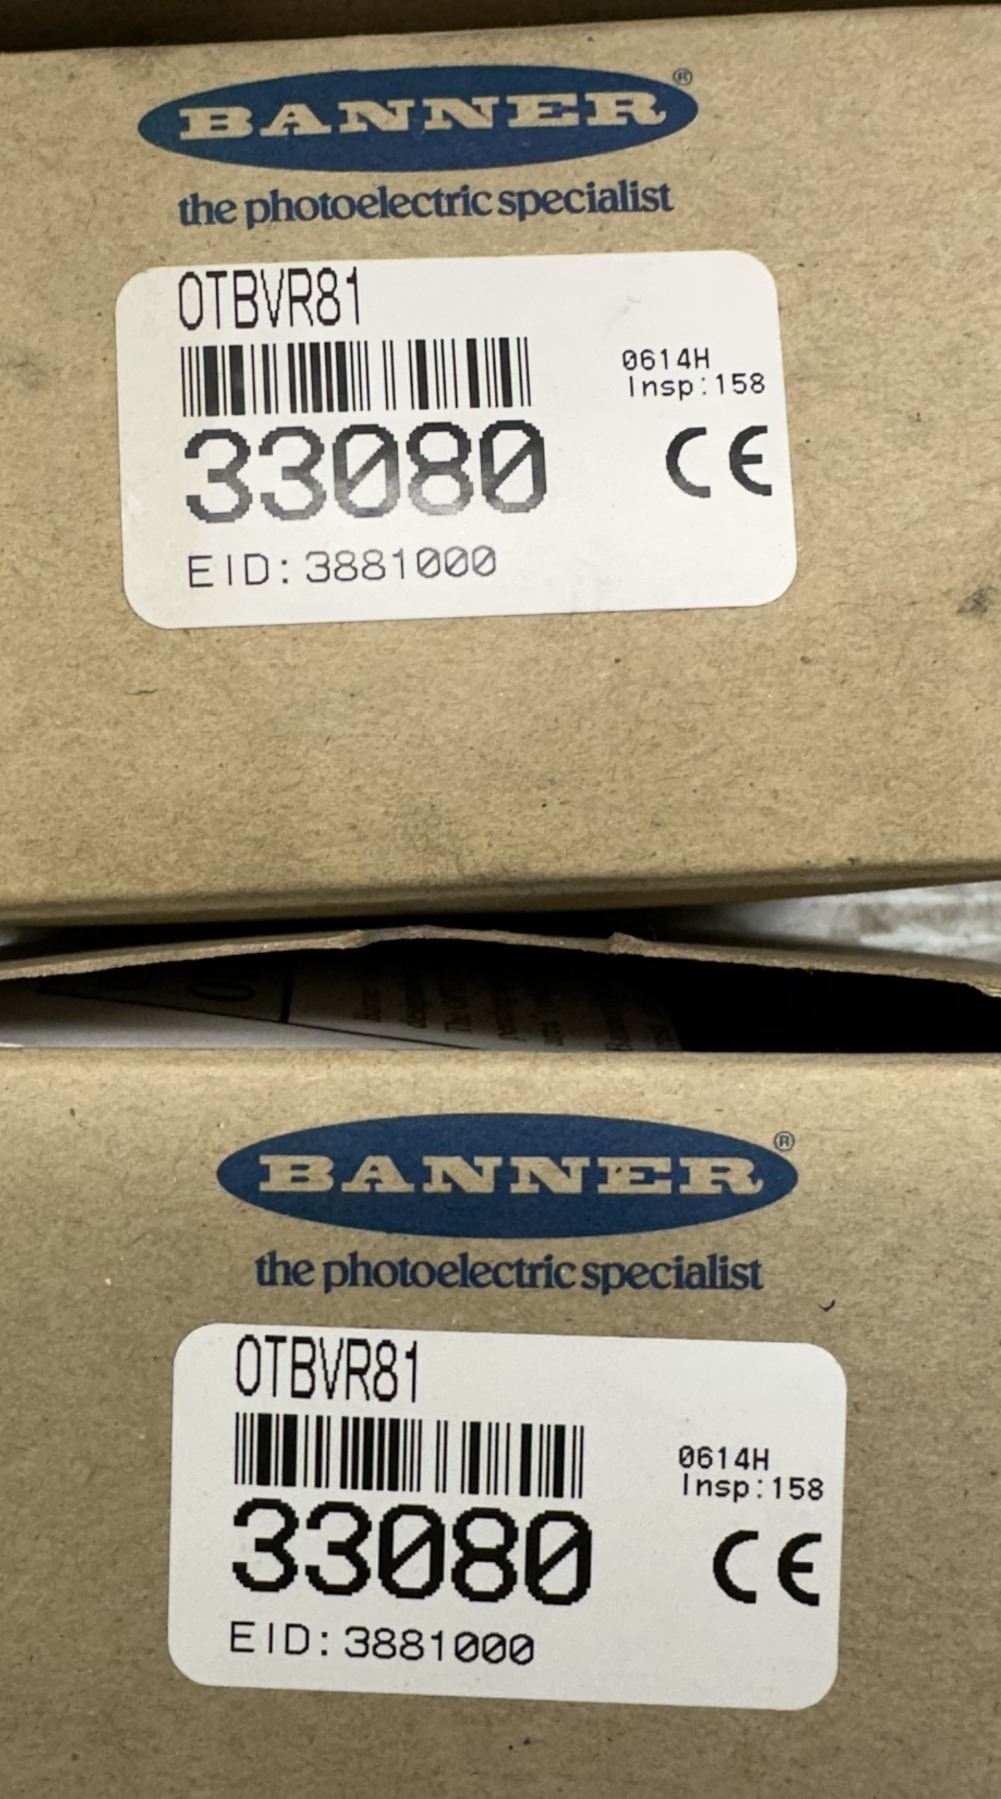 BANNER®
the photoelectric specialist
OTBVR81
0614H
Insp:158
33080
CE
EID:3881000
BANNER®
the photoelectric specialist
OTBVR81
0614H
Insp:158
33080
CE
EID:3881000